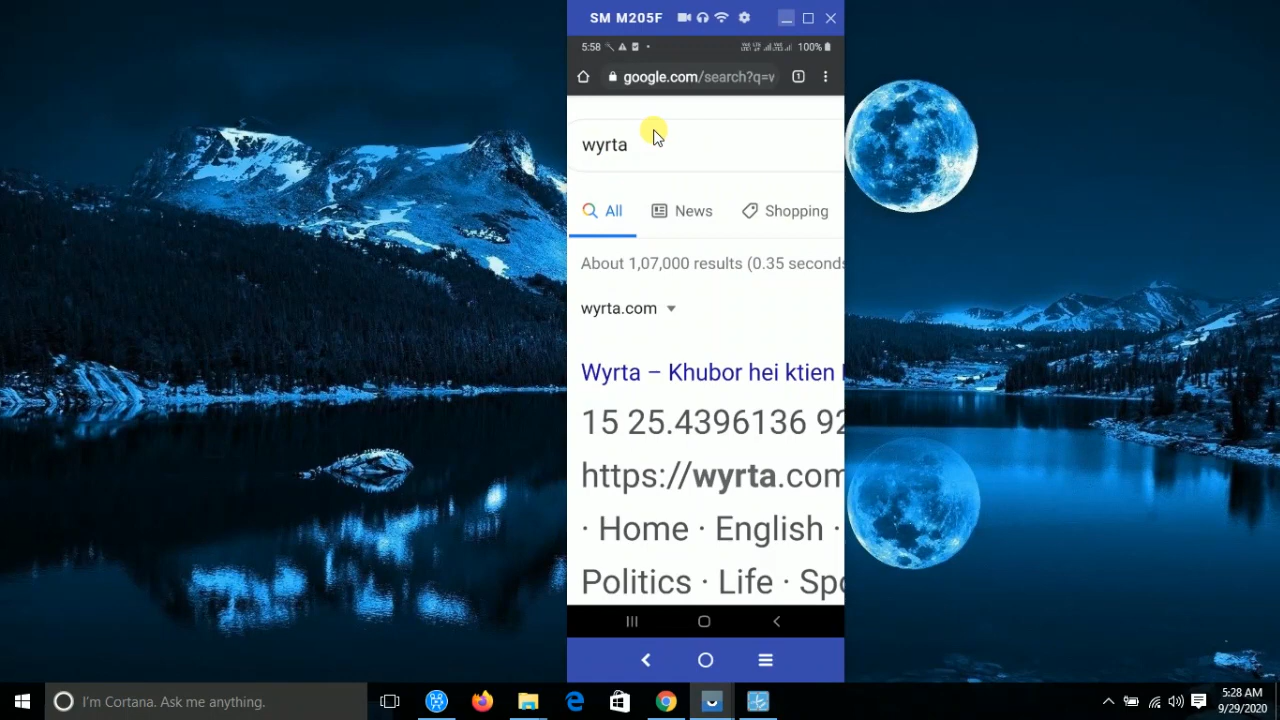 SM M205F
5:58
100%
google.com/search?q=w
1
wyrta
All News Shopping
About 1,07,000 results (0.35 seconds
wyrta.com
Wyrta – Khubor hei ktien
15 25.4396136 92
https://wyrta.com
· Home · English ·
Politics · Life · Spo
I'm Cortana. Ask me anything.
5:28 AM
9/29/2020